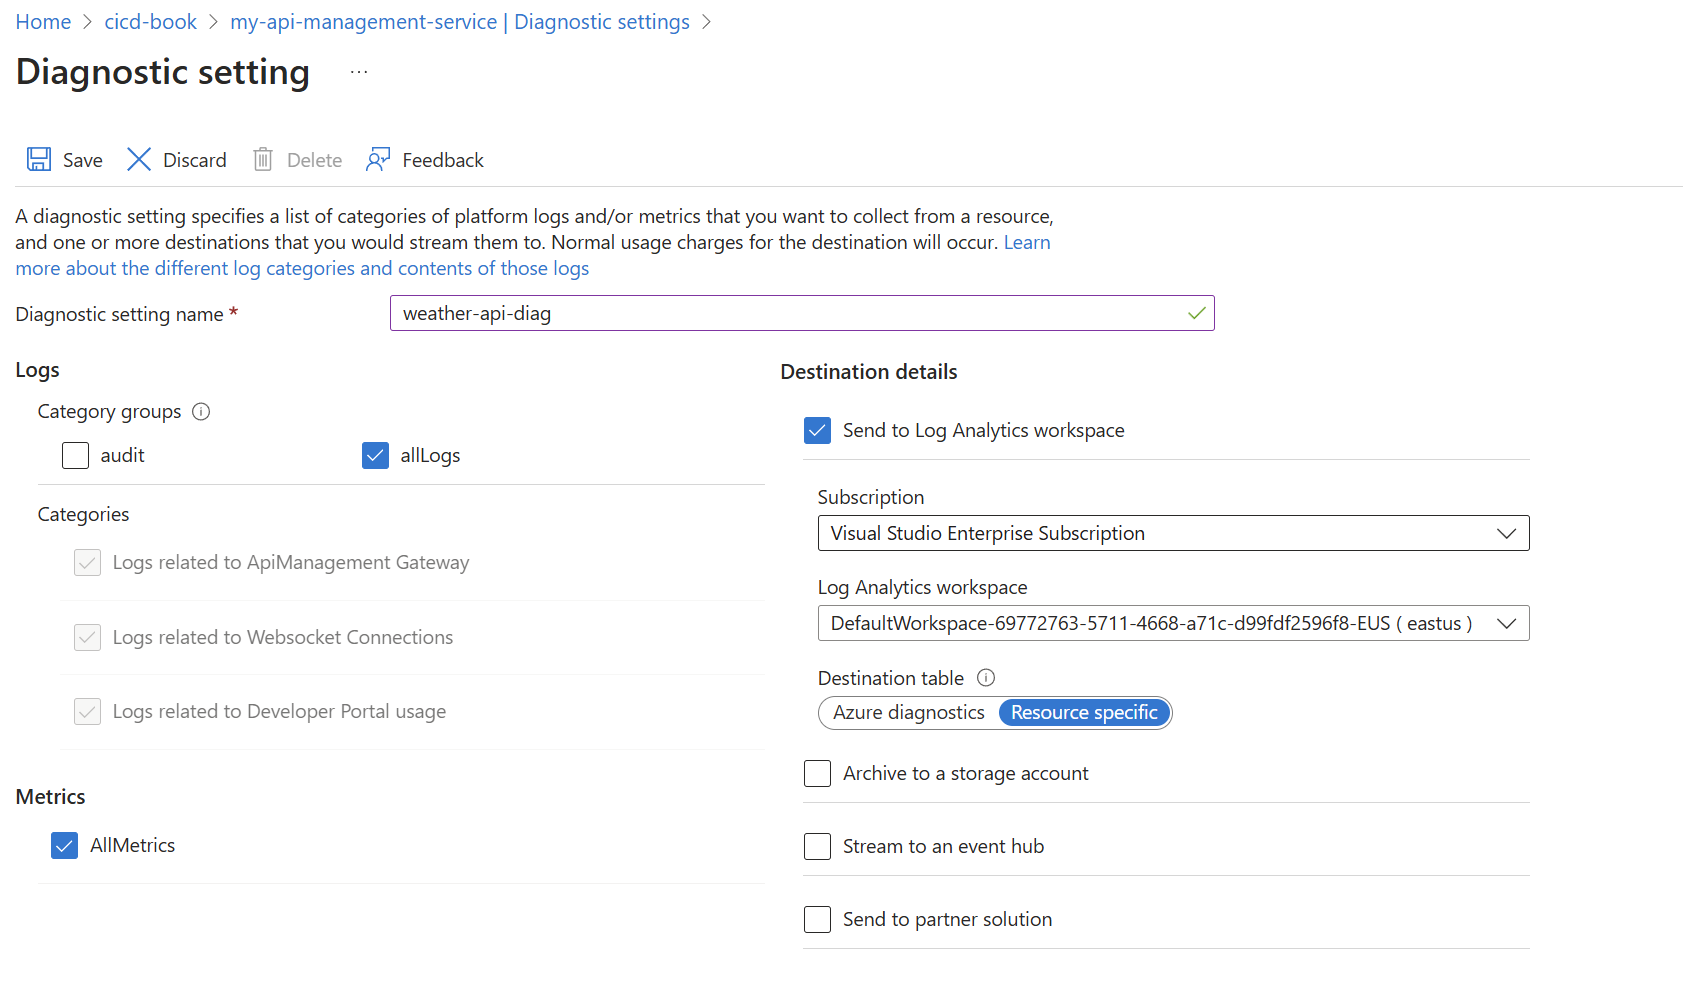 Home > cicd-book > my-api-management-service | Diagnostic settings >
Diagnostic setting ...
Save Discard Delete Feedback
A diagnostic setting specifies a list of categories of platform logs and/or metrics that you want to collect from a resource,
and one or more destinations that you would stream them to. Normal usage charges for the destination will occur. Learn
more about the different log categories and contents of those logs
Diagnostic setting name *
weather-api-diag
Logs
Category groups
audit
allLogs
Categories
Logs related to ApiManagement Gateway
Logs related to Websocket Connections
Logs related to Developer Portal usage
Metrics
AllMetrics
Destination details
Send to Log Analytics workspace
Subscription
Visual Studio Enterprise Subscription
Log Analytics workspace
DefaultWorkspace-69772763-5711-4668-a71c-d99fdf2596f8-EUS ( eastus )
Destination table
Azure diagnostics Resource specific
Archive to a storage account
Stream to an event hub
Send to partner solution